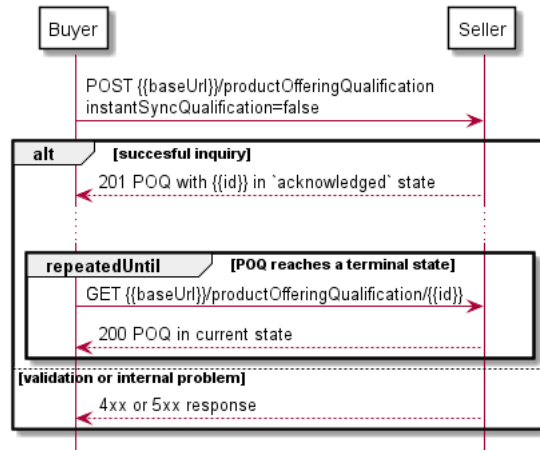 Buyer
Seller
POST {{baseUrl}}/productOfferingQualification
instantSyncQualification=false
alt
[succesful inquiry]
201 POQ with {{id}} in `acknowledged` state
repeatedUntil
[POQ reaches a terminal state]
GET {{baseUrl}}/productOfferingQualification/{{id}}
200 POQ in current state
[validation or internal problem]
4xx or 5xx response